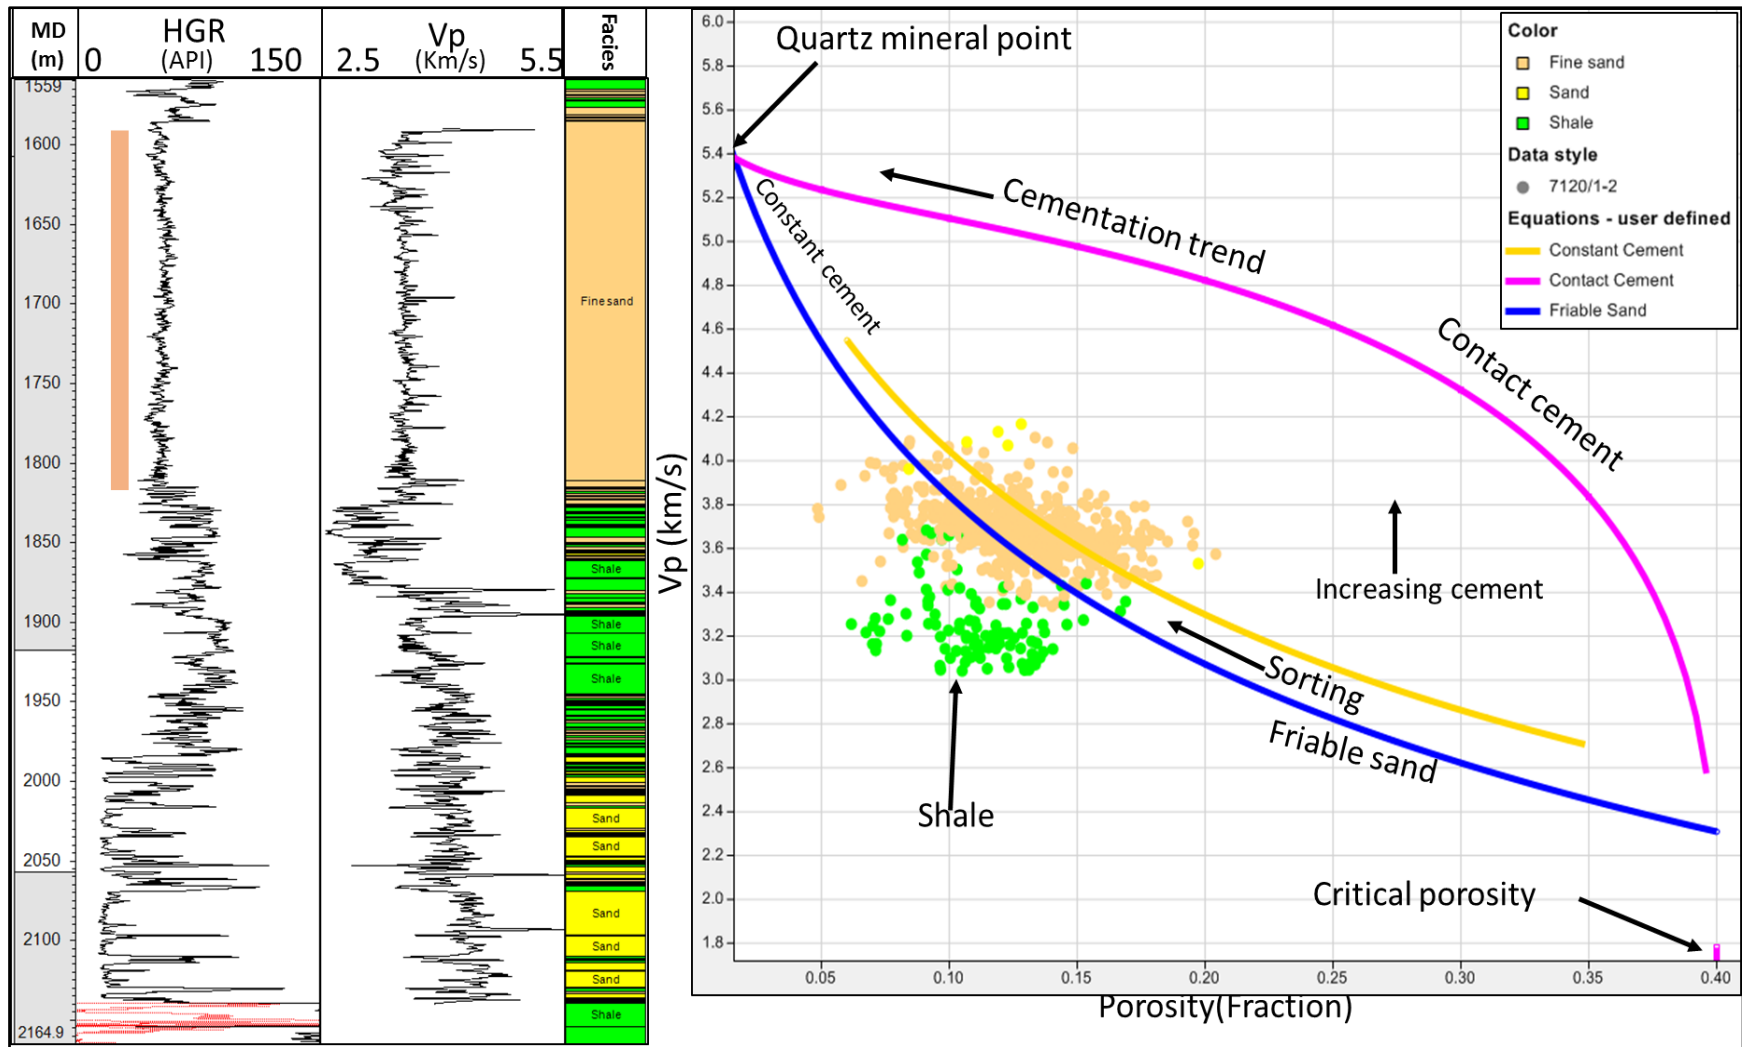 MD
(m)
HGR
(API)
0
150
Vp
(Km/s)
2.5
5.5
Facies
1559
1600
1650
1700
1750
1800
1850
1900
1950
2000
2050
2100
2164.9
Fine sand
Shale
Shale
Shale
Shale
Sand
Sand
Sand
Sand
Sand
Shale
Vp (km/s)
6.0
5.8
5.6
5.4
5.2
5.0
4.8
4.6
4.4
4.2
4.0
3.8
3.6
3.4
3.2
3.0
2.8
2.6
2.4
2.2
2.0
1.8
Quartz mineral point
Cementation trend
Constant cement
Contact cement
Increasing cement
Sorting
Friable sand
Shale
Critical porosity
0.05
0.10
0.15
0.20
0.25
0.30
0.35
0.40
Porosity(Fraction)
Color
Fine sand
Sand
Shale
Data style
7120/1-2
Equations - user defined
Constant Cement
Contact Cement
Friable Sand